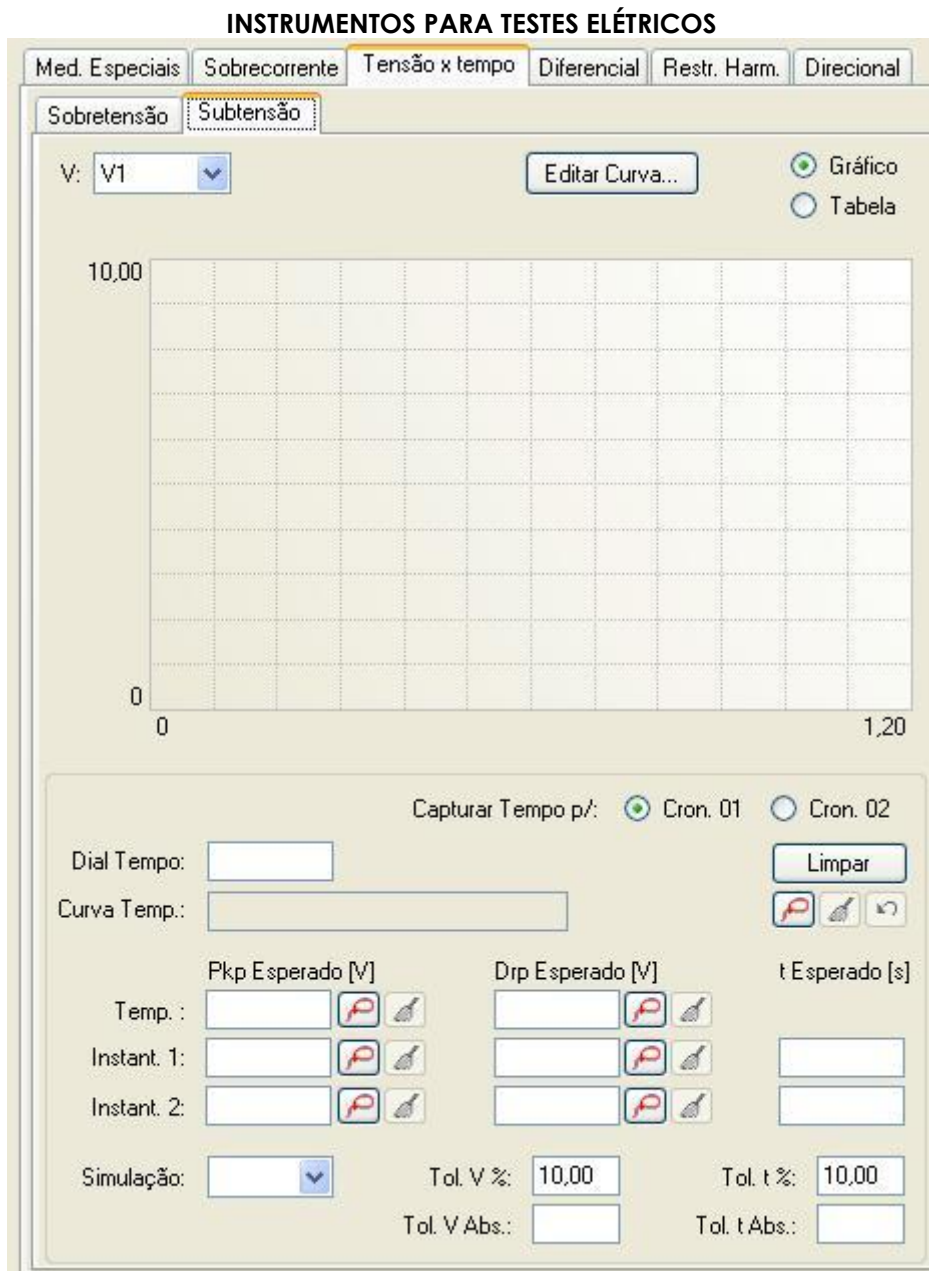 INSTRUMENTOS PARA TESTES ELÉTRICOS
Med. Especiais Sobrecorrente Tensão x tempo Diferencial Restr. Harm. Direcional
Sobretensão Subtensão
V: V1 Editar Curva... Gráfico
Tabela
10,00
0
0 1,20
Capturar Tempo p/: Cron. 01 Cron. 02
Dial Tempo: Limpar
Curva Temp.:
Pkp Esperado [V] Drp Esperado [V] t Esperado [s]
Temp. :
Instant. 1:
Instant. 2:
Simulação: Tol. V %: 10,00 Tol. t %: 10,00
Tol. V Abs.: Tol. t Abs.: